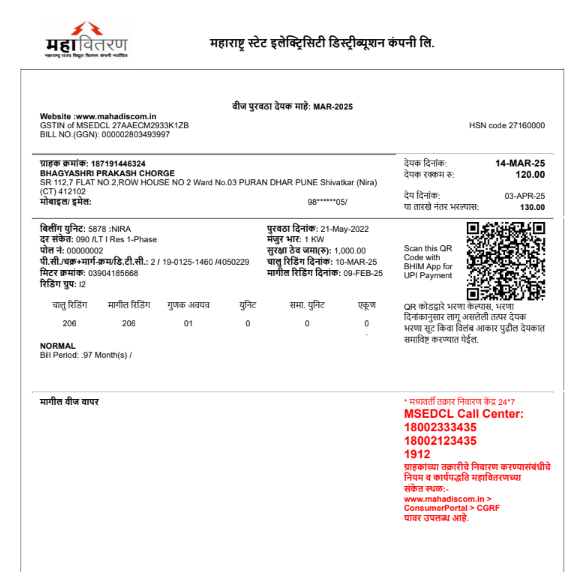 महावितरण
महाराष्ट्र राज्य विद्युत वितरण कंपनी मर्यादित
महाराष्ट्र स्टेट इलेक्ट्रिसिटी डिस्ट्रीब्यूशन कंपनी लि.
वीज पुरवठा देयक माहे: MAR-2025
Website :www.mahadiscom.in
GSTIN of MSEDCL 27AAECM2933K1ZB
BILL NO.(GGN): 000002803493997
HSN code 27160000
ग्राहक क्रमांक: 187191446324
BHAGYASHRI PRAKASH CHORGE
SR 112,7 FLAT NO.2,ROW HOUSE NO 2 Ward No.03 PURAN DHAR PUNE Shivatkar (Nira)
(CT) 412102
मोबाइल/ इमेल: 98******05/
देयक दिनांक: 14-MAR-25
देयक रक्कम रु: 120.00
देय दिनांक: 03-APR-25
या तारखे नंतर भरल्यास: 130.00
बिलींग युनिट: 5878 :NIRA
दर संकेत: 090 /LT I Res 1-Phase
पोल नं: 00000002
पी.सी./चक्र+मार्ग-क्रम/डि.टी.सी.: 2 / 19-0125-1460 /4050229
मिटर क्रमांक: 03904185668
रिडिंग ग्रुप: I2
पुरवठा दिनांक: 21-May-2022
मंजुर भार: 1 KW
सुरक्षा ठेव जमा(रु): 1,000.00
चालु रिडिंग दिनांक: 10-MAR-25
मागील रिडिंग दिनांक: 09-FEB-25
Scan this QR
Code with
BHIM App for
UPI Payment
चालु रिडिंग मागील रिडिंग गुणक अवयव युनिट समा. युनिट एकूण
206 206 01 0 0 0
NORMAL
Bill Period: .97 Month(s) /
QR कोडद्वारे भरणा केल्यास, भरणा
दिनांकानुसार लागू असलेली तत्पर देयक
भरणा सूट किंवा विलंब आकार पुढील देयकात
समाविष्ट करण्यात येईल.
मागील वीज वापर
* मध्यवर्ती तक्रार निवारण केंद्र 24*7
MSEDCL Call Center:
18002333435
18002123435
1912
ग्राहकांच्या तक्रारीचे निवारण करण्यासंबंधीचे
नियम व कार्यपद्धति महावितरणच्या
संकेत स्थळ:-
www.mahadiscom.in >
ConsumerPortal > CGRF
यावर उपलब्ध आहे.